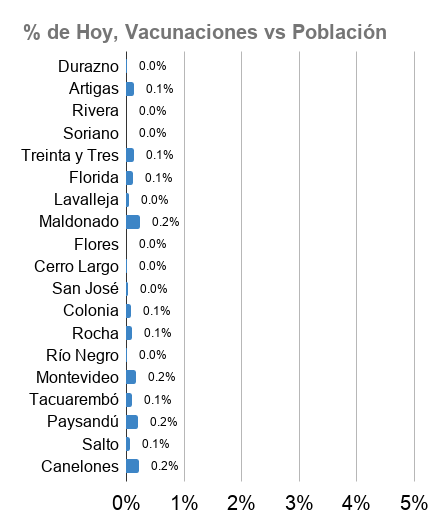 % de Hoy, Vacunaciones vs Población
Durazno 0.0%
Artigas 0.1%
Rivera 0.0%
Soriano 0.0%
Treinta y Tres 0.1%
Florida 0.1%
Lavalleja 0.0%
Maldonado 0.2%
Flores 0.0%
Cerro Largo 0.0%
San José 0.0%
Colonia 0.1%
Rocha 0.1%
Río Negro 0.0%
Montevideo 0.2%
Tacuarembó 0.1%
Paysandú 0.2%
Salto 0.1%
Canelones 0.2%
0% 1% 2% 3% 4% 5%